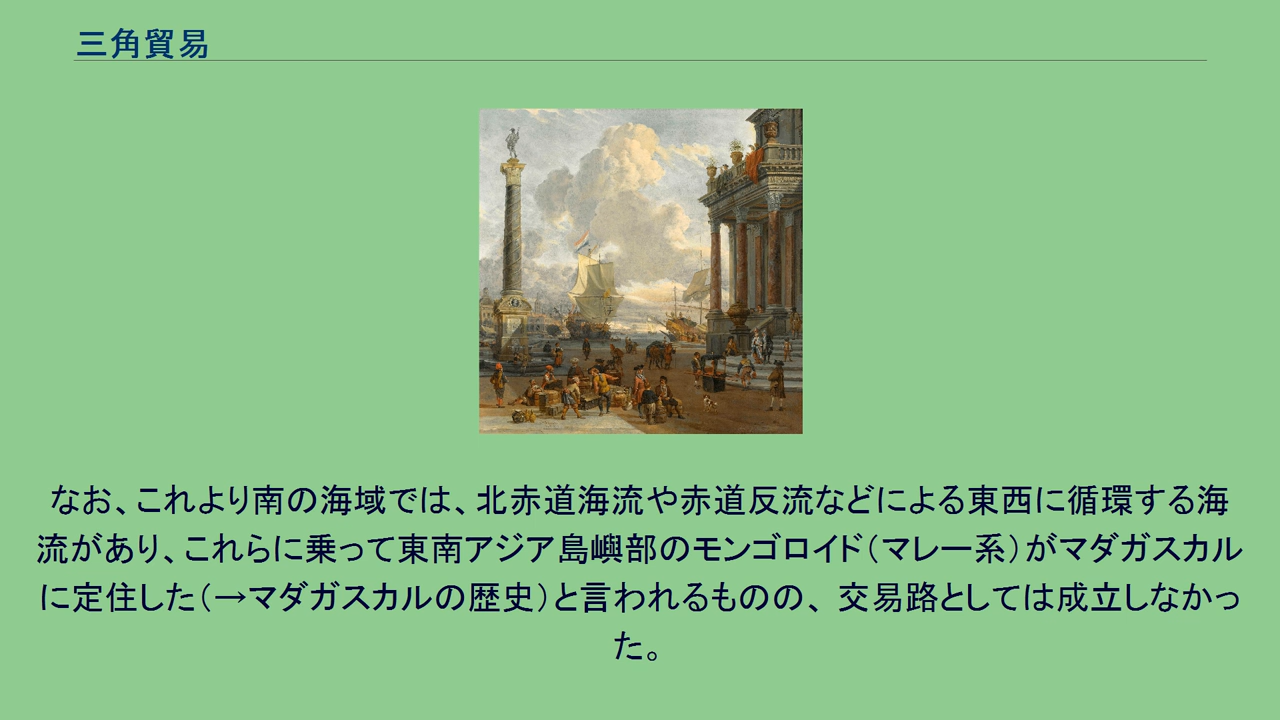 三角貿易
なお、これより南の海域では、北赤道海流や赤道反流などによる東西に循環する海
流があり、これらに乗って東南アジア島嶼部のモンゴロイド（マレー系）がマダガスカル
に定住した（→マダガスカルの歴史）と言われるものの、 交易路としては成立しなかっ
た。